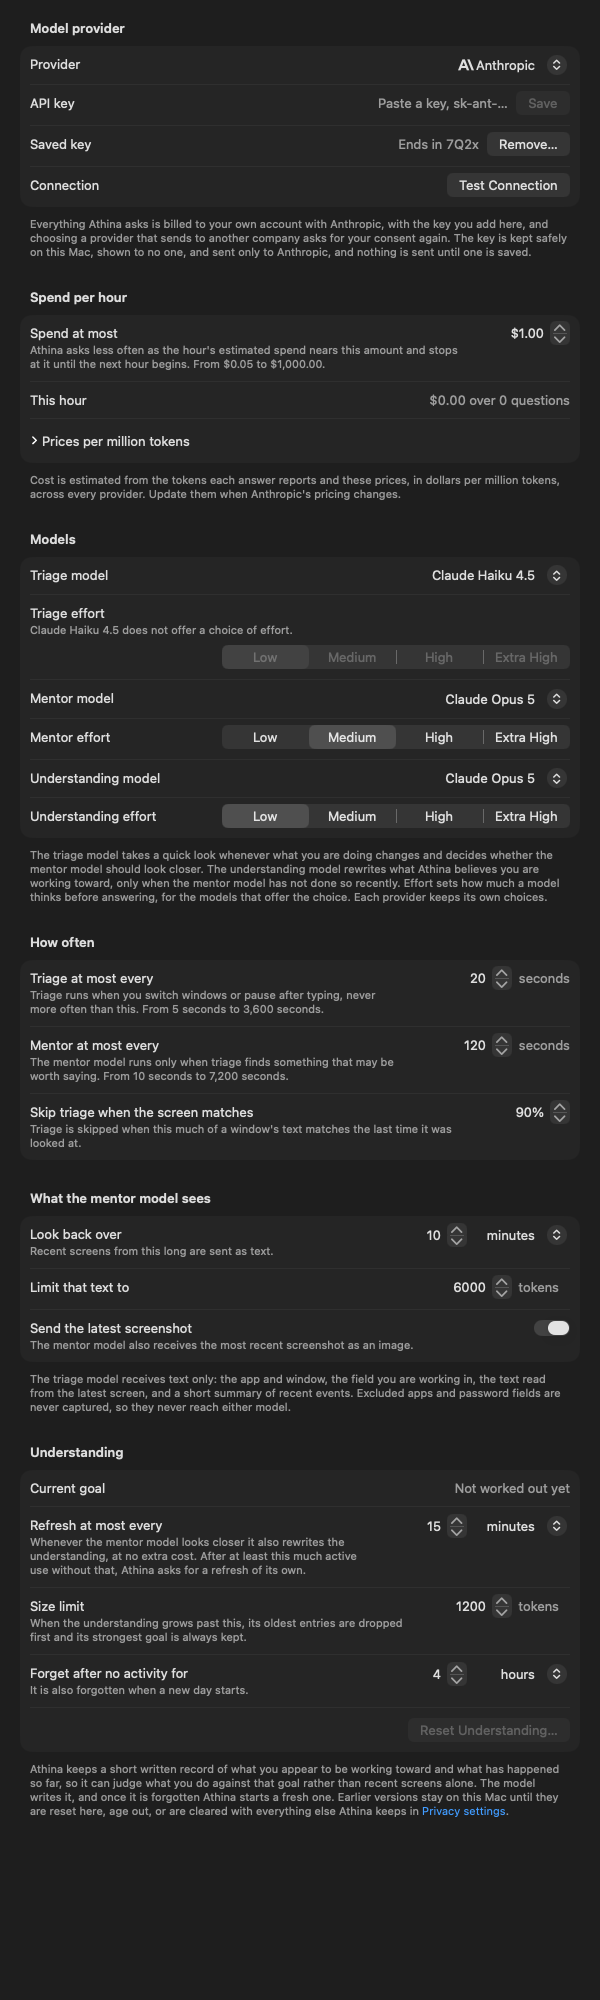 Model provider
Provider
Anthropic
API key
Paste a key, sk-ant-...
Save
Saved key
Ends in 7Q2x
Remove...
Connection
Test Connection
Everything Athina asks is billed to your own account with Anthropic, with the key you add here, and
choosing a provider that sends to another company asks for your consent again. The key is kept safely
on this Mac, shown to no one, and sent only to Anthropic, and nothing is sent until one is saved.
Spend per hour
Spend at most
$1.00
Athina asks less often as the hour's estimated spend nears this amount and stops
at it until the next hour begins. From $0.05 to $1,000.00.
This hour
$0.00 over 0 questions
Prices per million tokens
Cost is estimated from the tokens each answer reports and these prices, in dollars per million tokens,
across every provider. Update them when Anthropic's pricing changes.
Models
Triage model
Claude Haiku 4.5
Triage effort
Claude Haiku 4.5 does not offer a choice of effort.
Low Medium High Extra High
Mentor model
Claude Opus 5
Mentor effort
Low Medium High Extra High
Understanding model
Claude Opus 5
Understanding effort
Low Medium High Extra High
The triage model takes a quick look whenever what you are doing changes and decides whether the
mentor model should look closer. The understanding model rewrites what Athina believes you are
working toward, only when the mentor model has not done so recently. Effort sets how much a model
thinks before answering, for the models that offer the choice. Each provider keeps its own choices.
How often
Triage at most every
20 seconds
Triage runs when you switch windows or pause after typing, never
more often than this. From 5 seconds to 3,600 seconds.
Mentor at most every
120 seconds
The mentor model runs only when triage finds something that may be
worth saying. From 10 seconds to 7,200 seconds.
Skip triage when the screen matches
90%
Triage is skipped when this much of a window's text matches the last time it was
looked at.
What the mentor model sees
Look back over
10 minutes
Recent screens from this long are sent as text.
Limit that text to
6000 tokens
Send the latest screenshot
The mentor model also receives the most recent screenshot as an image.
The triage model receives text only: the app and window, the field you are working in, the text read
from the latest screen, and a short summary of recent events. Excluded apps and password fields are
never captured, so they never reach either model.
Understanding
Current goal
Not worked out yet
Refresh at most every
15 minutes
Whenever the mentor model looks closer it also rewrites the
understanding, at no extra cost. After at least this much active
use without that, Athina asks for a refresh of its own.
Size limit
1200 tokens
When the understanding grows past this, its oldest entries are dropped
first and its strongest goal is always kept.
Forget after no activity for
4 hours
It is also forgotten when a new day starts.
Reset Understanding...
Athina keeps a short written record of what you appear to be working toward and what has happened
so far, so it can judge what you do against that goal rather than recent screens alone. The model
writes it, and once it is forgotten Athina starts a fresh one. Earlier versions stay on this Mac until they
are reset here, age out, or are cleared with everything else Athina keeps in Privacy settings.